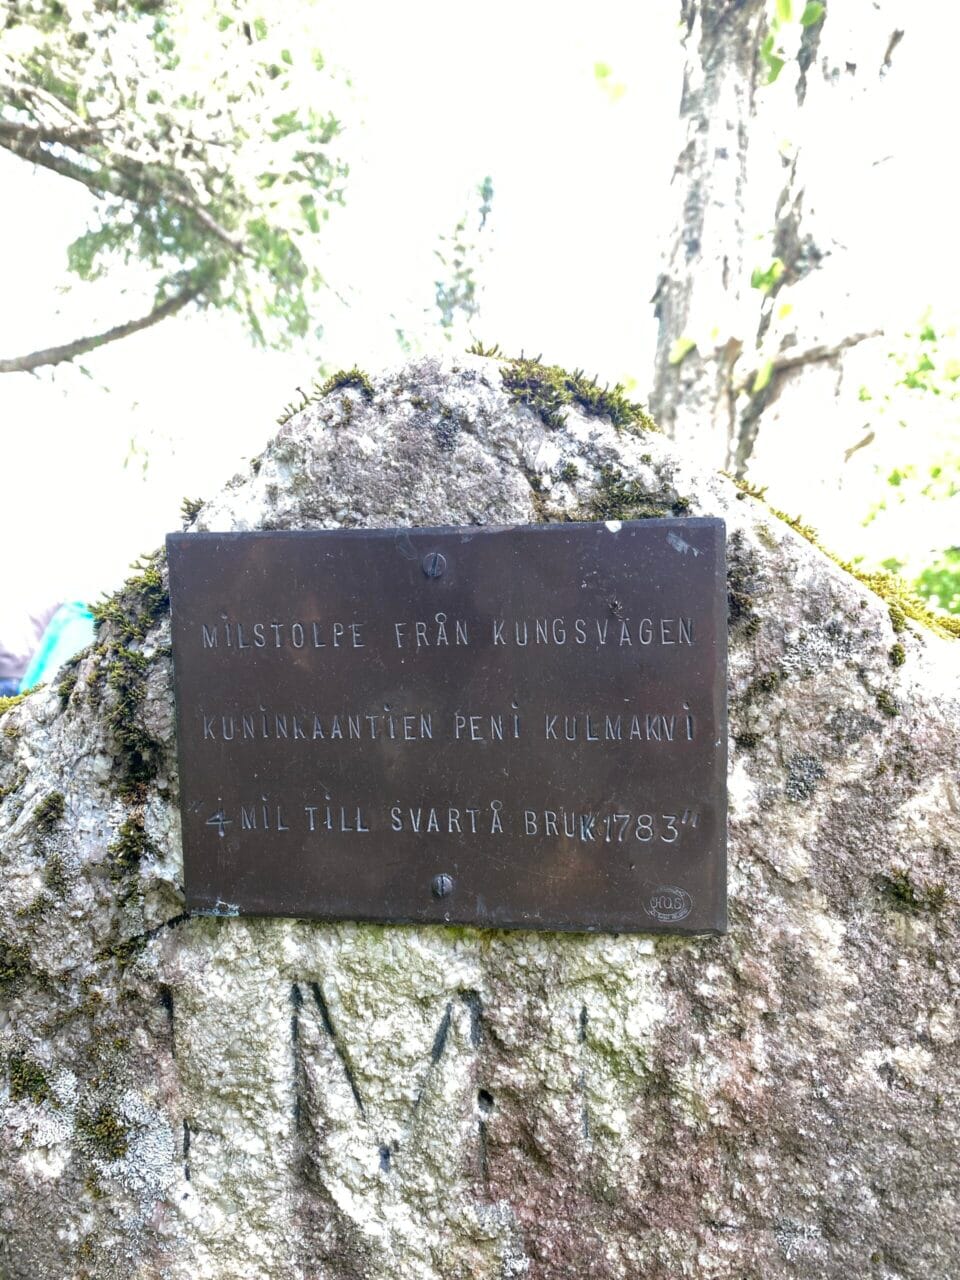 MILSTOLPE FRÅN KUNGSVÄGEN
KUNINKAANTIEN PENI KULMAKVI
"4 MIL TILL SVARTÅ BRUK 1783"
H.O.S